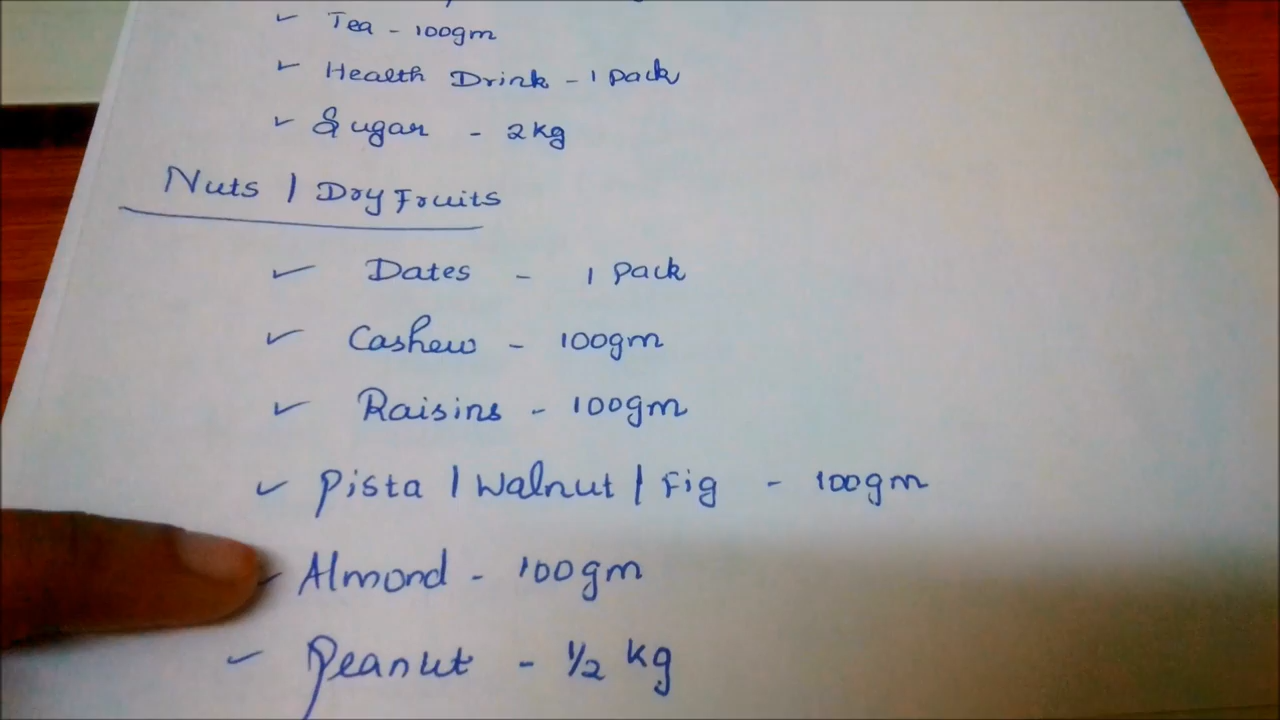 ✓ Tea - 100gm
✓ Health Drink - 1 pack
✓ Sugar - 2kg
Nuts | Dry Fruits
✓ Dates - 1 pack
✓ Cashew - 100gm
✓ Raisins - 100gm
✓ Pista | Walnut | Fig - 100gm
✓ Almond - 100gm
✓ Peanut - 1/2 kg